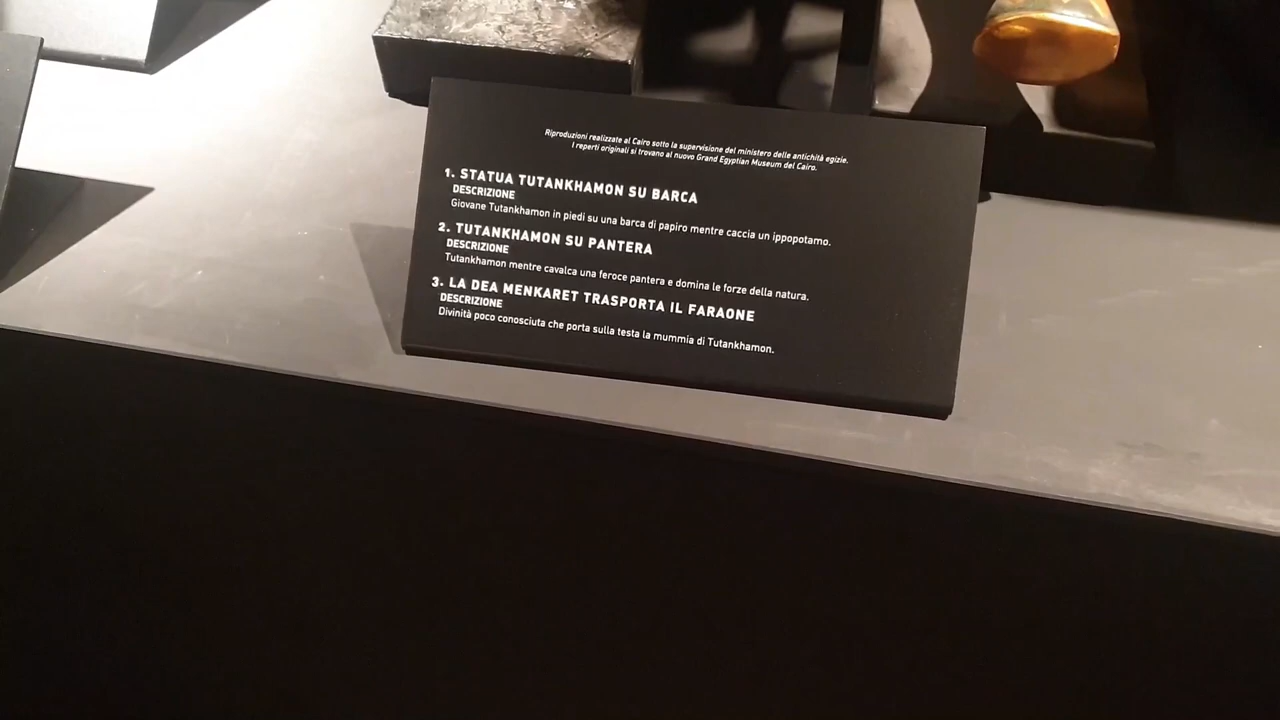 Riproduzioni realizzate al Cairo sotto la supervisione del ministero delle antichità egizie.
I reperti originali si trovano al nuovo Grand Egyptian Museum del Cairo.
1. STATUA TUTANKHAMON SU BARCA
DESCRIZIONE
Giovane Tutankhamon in piedi su una barca di papiro mentre caccia un ippopotamo.
2. TUTANKHAMON SU PANTERA
DESCRIZIONE
Tutankhamon mentre cavalca una feroce pantera e domina le forze della natura.
3. LA DEA MENKARET TRASPORTA IL FARAONE
DESCRIZIONE
Divinità poco conosciuta che porta sulla testa la mummia di Tutankhamon.